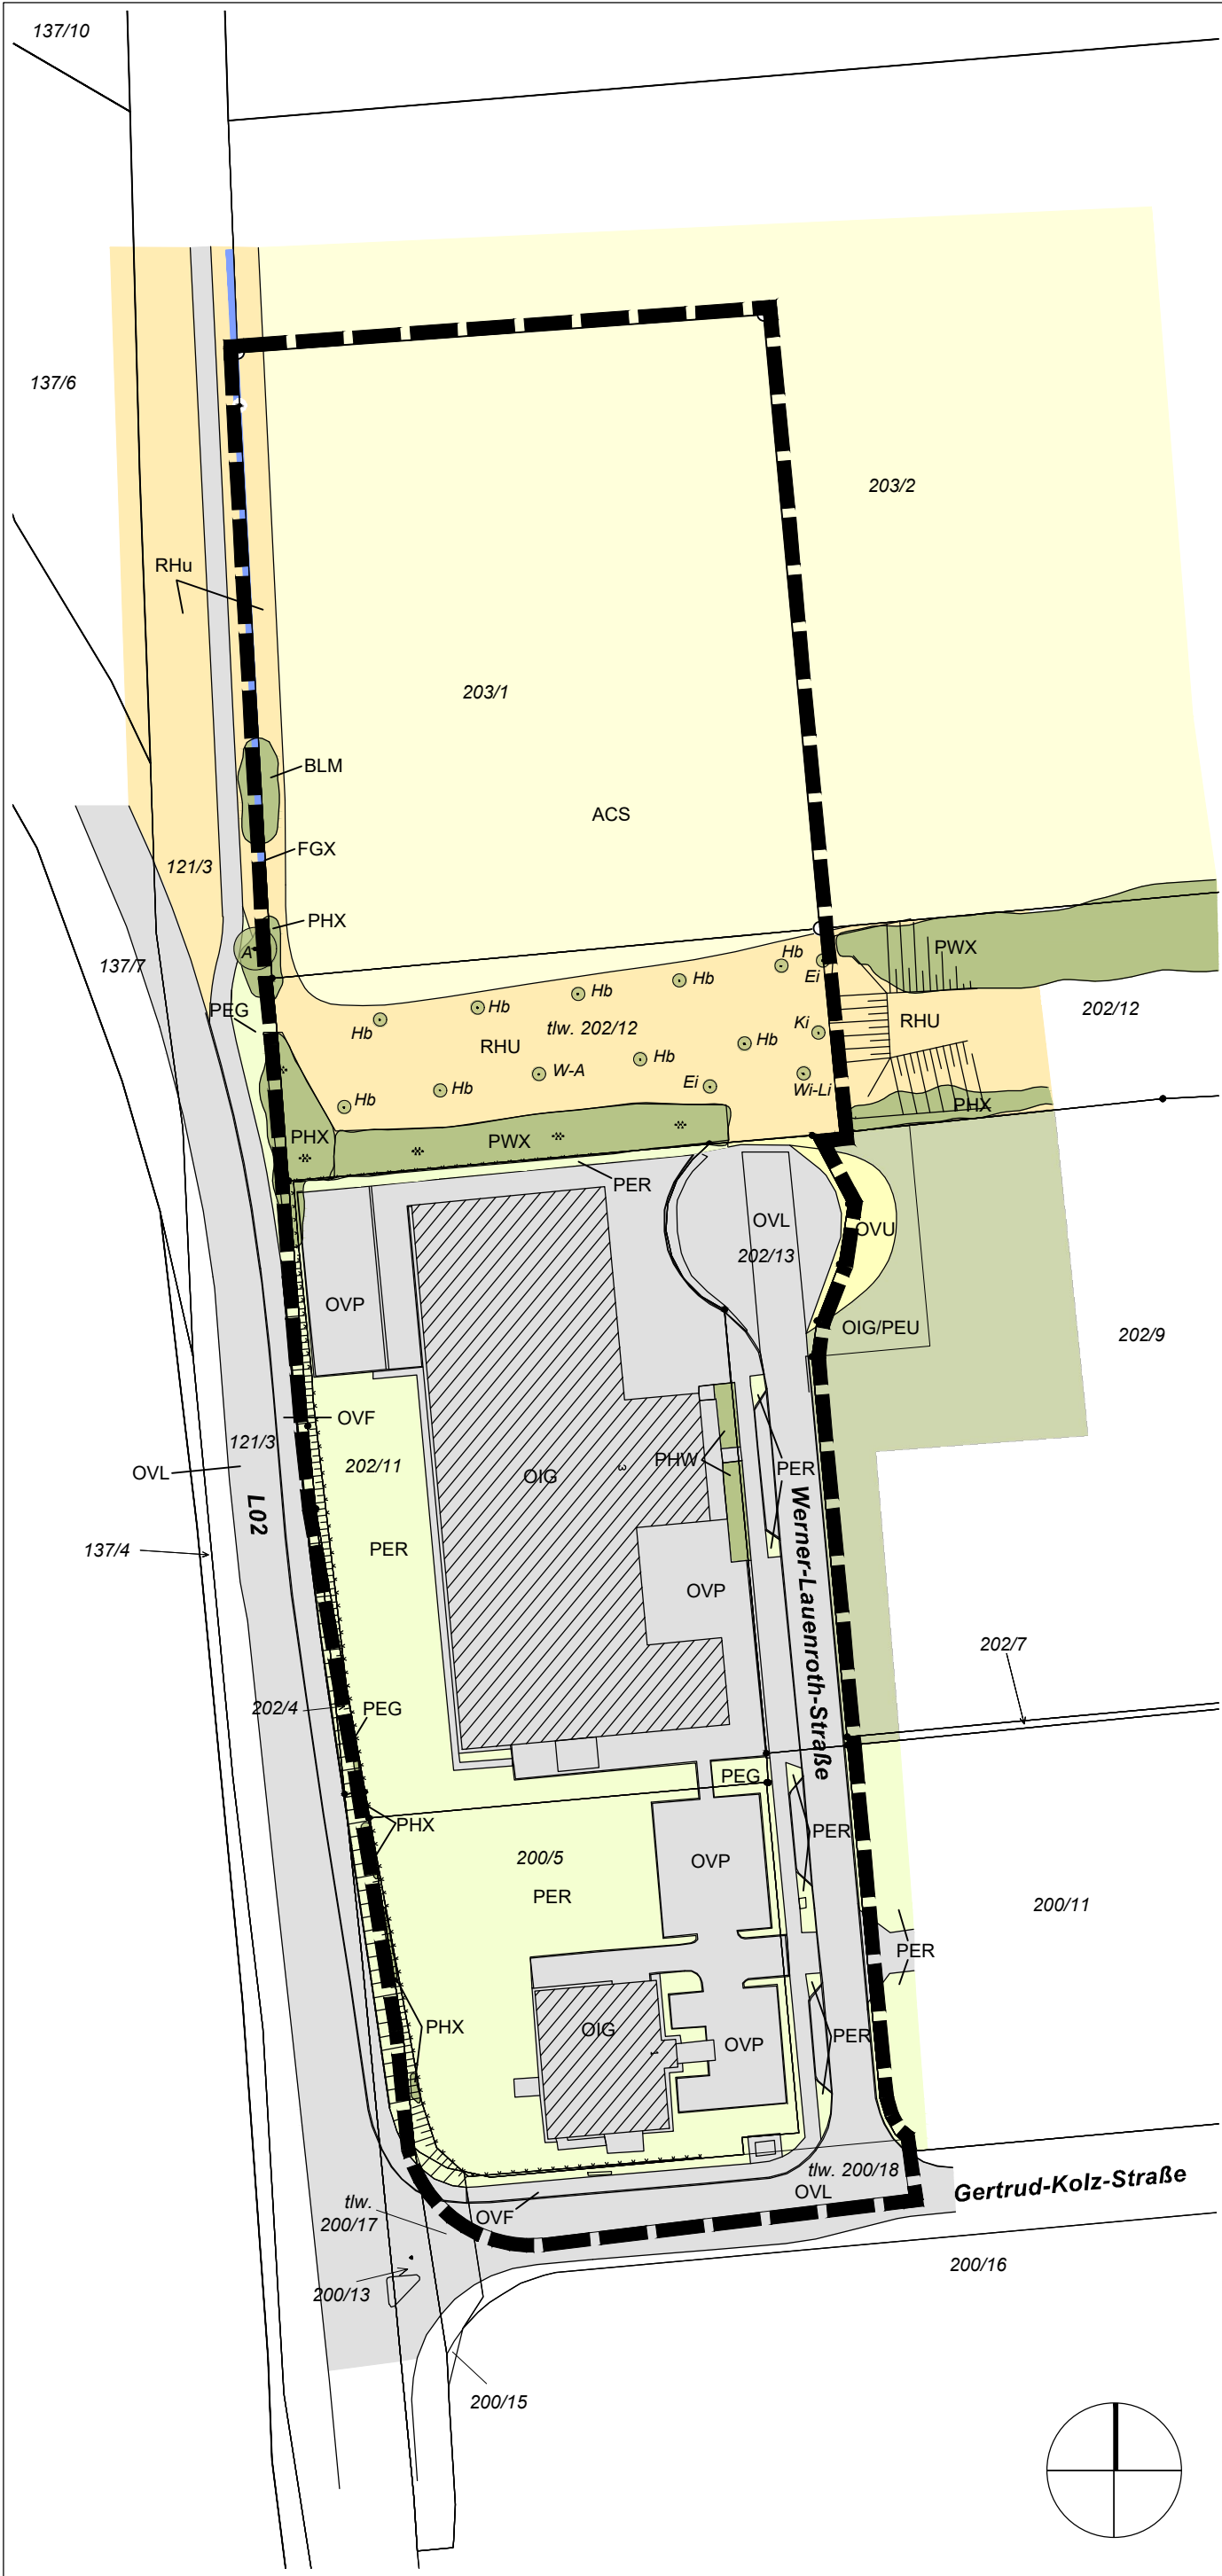 137/10
137/6
203/2
RHu
203/1
BLM
ACS
FGX
121/3
PHX
A
137/7
PWX
Hb
Ei
Hb
Hb
Hb
PEG
Hb
tlw. 202/12
Ki
RHU
202/12
RHU
Hb
Hb
W-A
Hb
Ei
Wi-Li
Hb
PHX
PHX
PWX
PER
OVL
OVU
202/13
OVP
OIG/PEU
202/9
OVF
121/3
202/11
PHW
PER
OVL
OIG
3
L02
137/4
PER
OVP
Werner-Lauenroth-Straße
202/7
202/4
PEG
PEG
PHX
PER
200/5
OVP
PER
200/11
PER
PHX
OIG
PER
OVP
1
tlw. 200/18
Gertrud-Kolz-Straße
OVL
tlw.
200/17
OVF
200/16
200/13
200/15